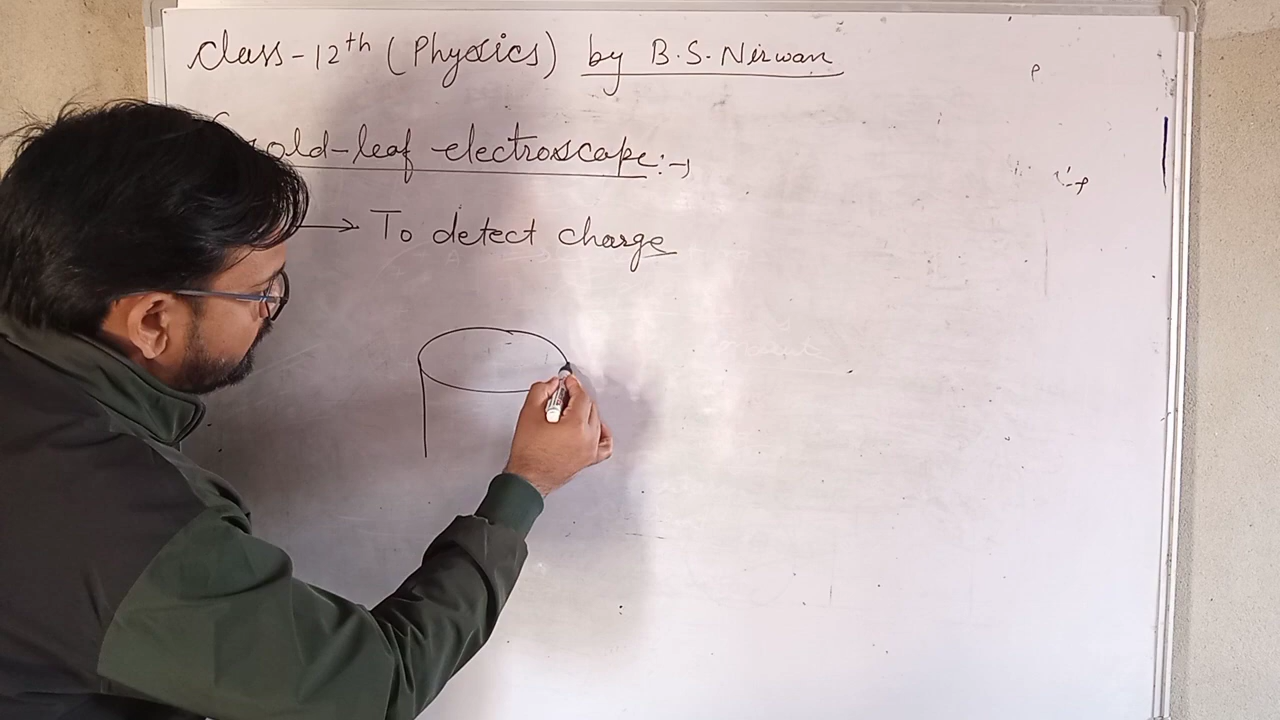 Class-12th (Physics) by B.S. Nirwan
Gold-leaf electroscope:→
→ To detect charge